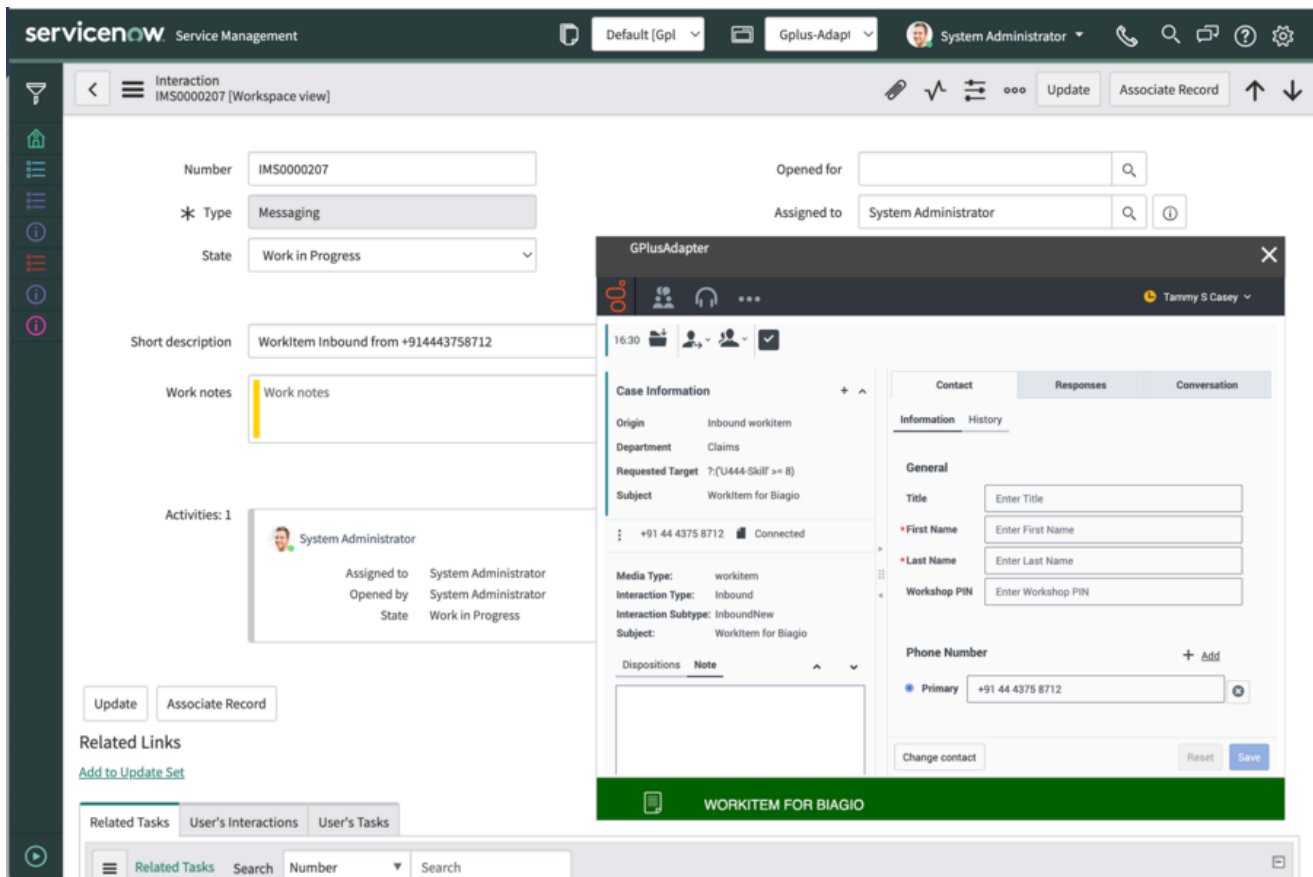 servicenow Service Management
Default [Gpl
Gplus-Adapt
System Administrator
Interaction
IMS0000207 [Workspace view]
Update
Associate Record
Number IMS0000207
Type Messaging
State Work in Progress
Opened for
Assigned to System Administrator
Short description WorkItem Inbound from +914443758712
Work notes Work notes
Activities: 1
System Administrator
Assigned to System Administrator
Opened by System Administrator
State Work in Progress
Update
Associate Record
Related Links
Add to Update Set
Related Tasks User's Interactions User's Tasks
Related Tasks Search Number Search
GPlusAdapter
Tammy S Casey
16:30
Case Information
Origin Inbound workitem
Department Claims
Requested Target ?:('U444-Skill' >= 8)
Subject WorkItem for Biagio
+91 44 4375 8712 Connected
Media Type: workitem
Interaction Type: Inbound
Interaction Subtype: InboundNew
Subject: WorkItem for Biagio
Dispositions Note
Contact Responses Conversation
Information History
General
Title Enter Title
*First Name Enter First Name
*Last Name Enter Last Name
Workshop PIN Enter Workshop PIN
Phone Number + Add
Primary +91 44 4375 8712
Change contact Reset Save
WORKITEM FOR BIAGIO